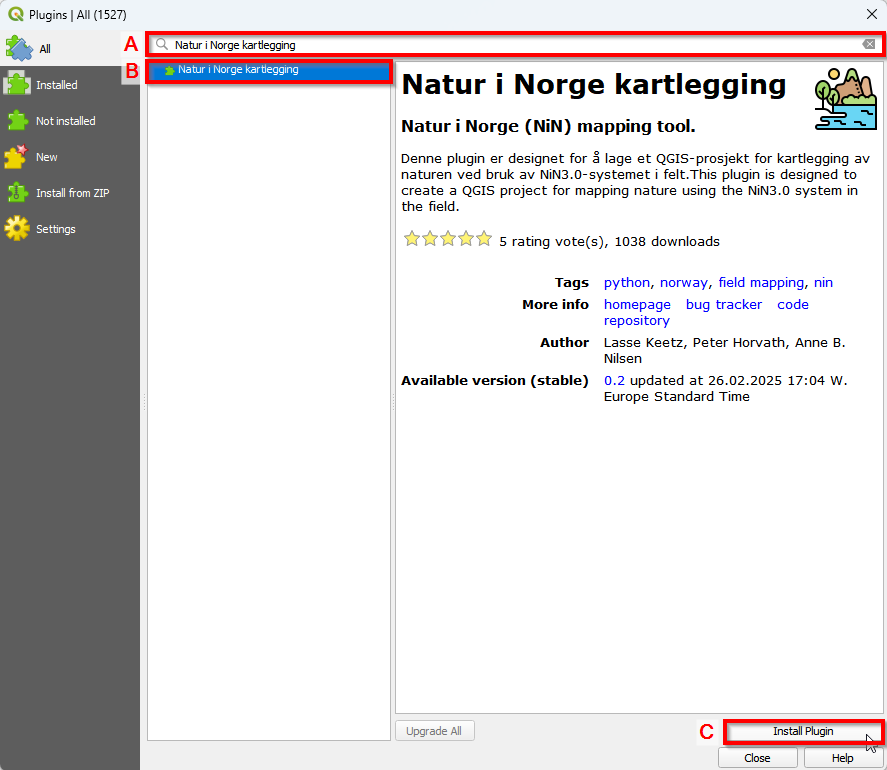 Plugins | All (1527)
All
Installed
Not installed
New
Install from ZIP
Settings
A
Natur i Norge kartlegging
B
Natur i Norge kartlegging
Natur i Norge kartlegging
Natur i Norge (NiN) mapping tool.
Denne plugin er designet for å lage et QGIS-prosjekt for kartlegging av
naturen ved bruk av NiN3.0-systemet i felt.This plugin is designed to
create a QGIS project for mapping nature using the NiN3.0 system in
the field.
5 rating vote(s), 1038 downloads
Tags python, norway, field mapping, nin
More info homepage bug tracker code
repository
Author Lasse Keetz, Peter Horvath, Anne B.
Nilsen
Available version (stable) 0.2 updated at 26.02.2025 17:04 W.
Europe Standard Time
Upgrade All
C
Install Plugin
Close
Help